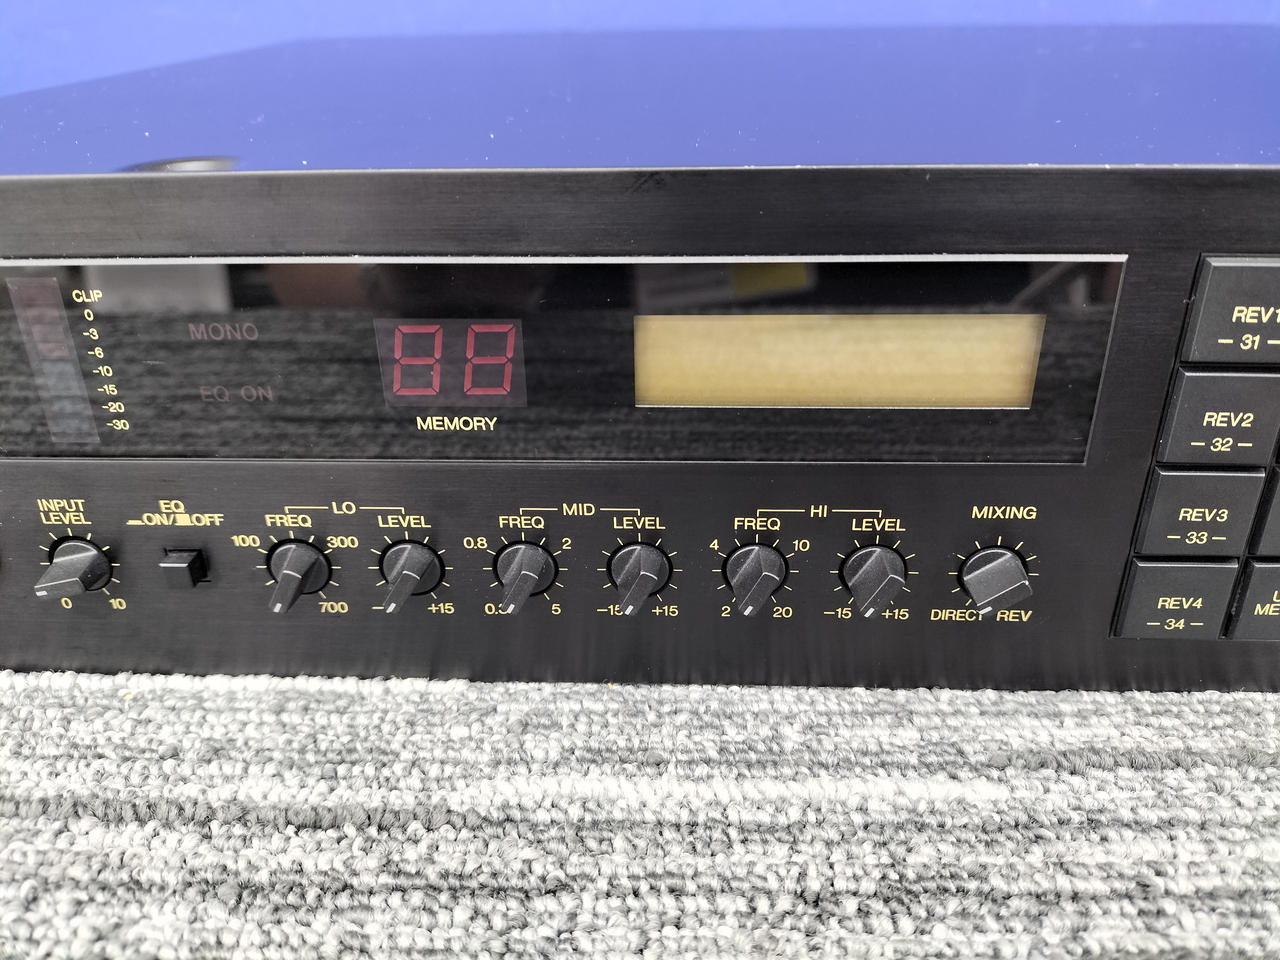 CLIP
0
-3
-6
-10
-15
-20
-30
MONO
EQ ON
88
MEMORY
INPUT
LEVEL
0 10
EQ
ON/ OFF
LO
FREQ LEVEL
100 300
700
+15
MID
FREQ LEVEL
0.8 2
5
-15 +15
HI
FREQ LEVEL
4 10
2 20
-15 +15
MIXING
DIRECT REV
REV1
- 31 -
REV2
- 32 -
REV3
- 33 -
REV4
- 34 -